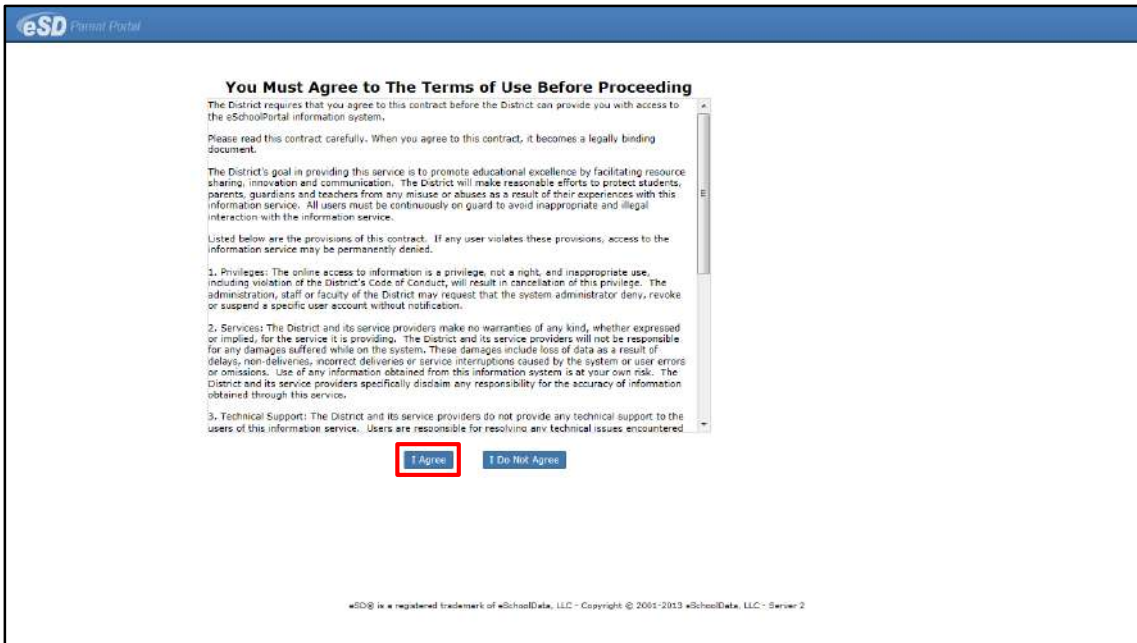 eSD Parent Portal
You Must Agree to The Terms of Use Before Proceeding
The District requires that you agree to this contract before the District can provide you with access to
the eSchoolPortal information system.
Please read this contract carefully. When you agree to this contract, it becomes a legally binding
document.
The District's goal in providing this service is to promote educational excellence by facilitating resource
sharing, innovation and communication. The District will make reasonable efforts to protect students,
parents, guardians and teachers from any misuse or abuses as a result of their experiences with this
information service. All users must be continuously on guard to avoid inappropriate and illegal
interaction with the information service.
Listed below are the provisions of this contract. If any user violates these provisions, access to the
information service may be permanently denied.
1. Privileges: The online access to information is a privilege, not a right, and inappropriate use,
including violation of the District's Code of Conduct, will result in cancellation of this privilege. The
administration, staff or faculty of the District may request that the system administrator deny, revoke
or suspend a specific user account without notification.
2. Services: The District and its service providers make no warranties of any kind, whether expressed
or implied, for the service it is providing. The District and its service providers will not be responsible
for any damages suffered while on the system. These damages include loss of data as a result of
delays, non-deliveries, incorrect deliveries or service interruptions caused by the system or user errors
or omissions. Use of any information obtained from this information system is at your own risk. The
District and its service providers specifically disclaim any responsibility for the accuracy of information
obtained through this service.
3. Technical Support: The District and its service providers do not provide any technical support to the
users of this information service. Users are responsible for resolving any technical issues encountered
I Agree I Do Not Agree
eSD® is a registered trademark of eSchoolData, LLC - Copyright © 2001-2013 eSchoolData, LLC - Server 2